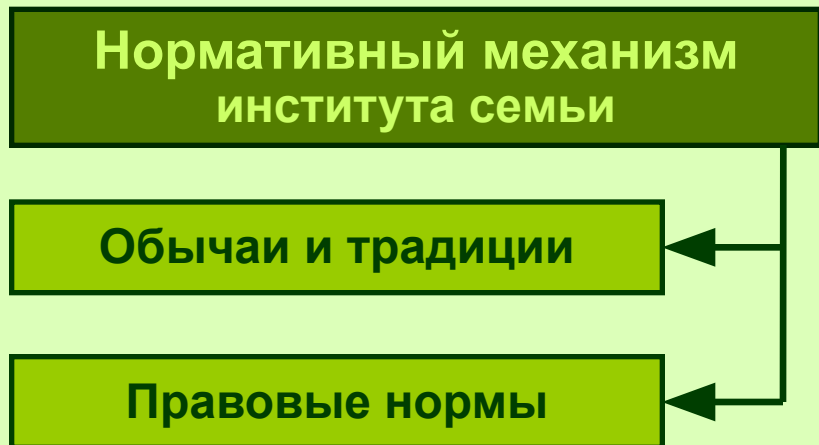 Нормативный механизм
института семьи
Обычаи и традиции
Правовые нормы